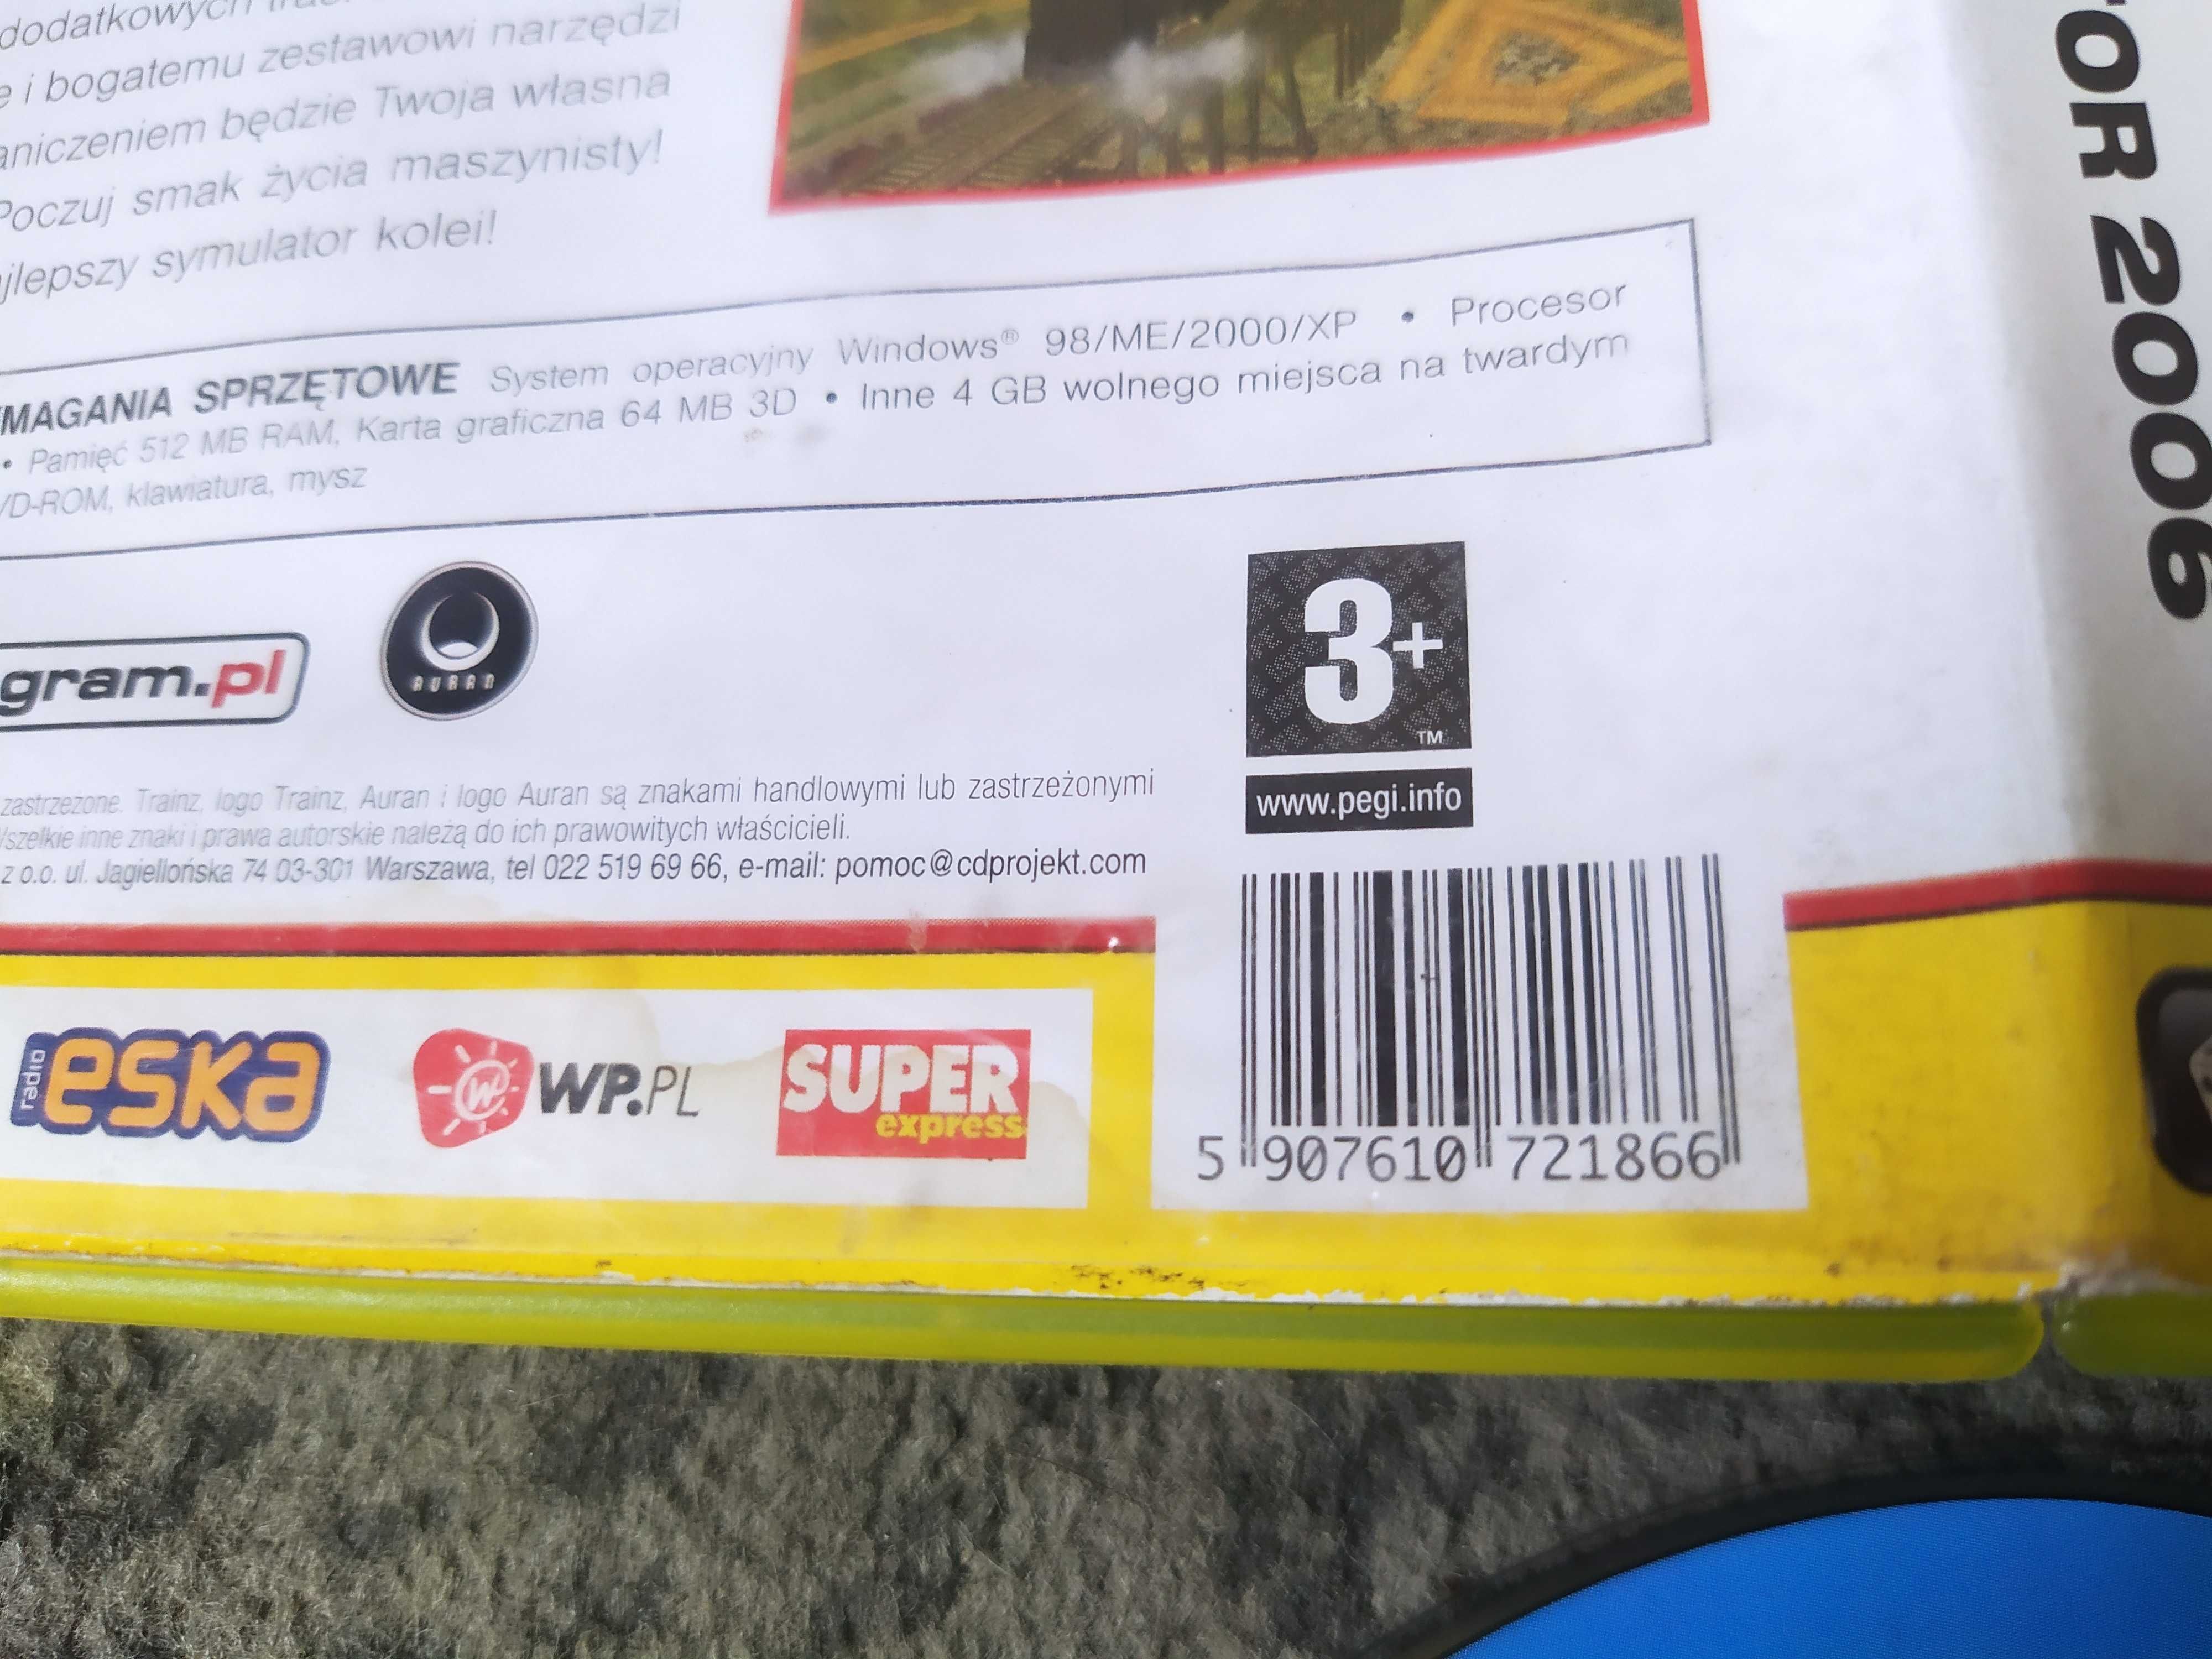 dodatkowych
e i bogatemu zestawowi narzędzi
aniczeniem będzie Twoja własna
Poczuj smak życia maszynisty!
jlepszy symulator kolei!
MAGANIA SPRZĘTOWE System operacyjny Windows® 98/ME/2000/XP • Procesor
• Pamięć 512 MB RAM, Karta graficzna 64 MB 3D • Inne 4 GB wolnego miejsca na twardym
VD-ROM, klawiatura, mysz
gram.pl
AURAN
3+
TM
www.pegi.info
zastrzeżone. Trainz, logo Trainz, Auran i logo Auran są znakami handlowymi lub zastrzeżonymi
Wszelkie inne znaki i prawa autorskie należą do ich prawowitych właścicieli.
z o.o. ul. Jagiellońska 74 03-301 Warszawa, tel 022 519 69 66, e-mail: pomoc@cdprojekt.com
radio eska
WP.PL
SUPER
express
5 907610 721866
TOR 2006